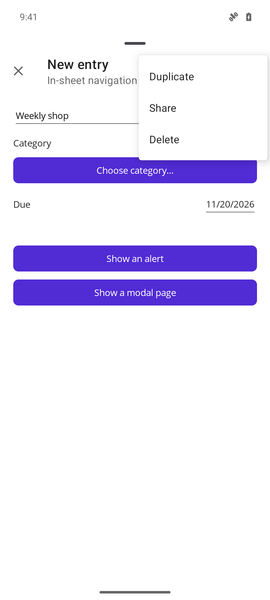 9:41
New entry
In-sheet navigation
Duplicate
Share
Delete
Weekly shop
Category
Choose category...
Due
11/20/2026
Show an alert
Show a modal page